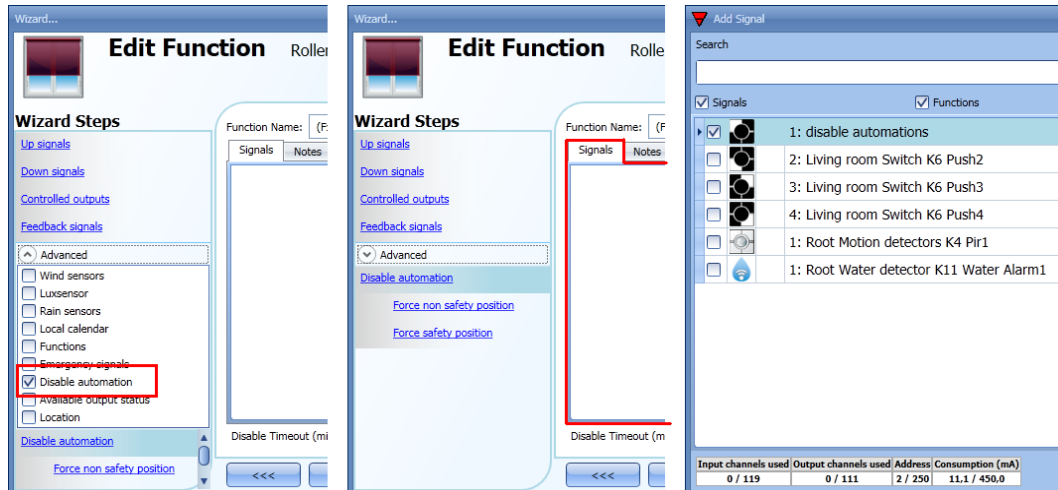 Wizard...
Edit Function Roller
Wizard Steps
Up signals
Down signals
Controlled outputs
Feedback signals
Advanced
Wind sensors
Luxsensor
Rain sensors
Local calendar
Functions
Emergency signals
Disable automation
Available output status
Location
Disable automation
Force non safety position
Function Name: (F:
Signals Notes
Disable Timeout (mi
<<<
Wizard...
Edit Function Rolle
Wizard Steps
Up signals
Down signals
Controlled outputs
Feedback signals
Advanced
Disable automation
Force non safety position
Force safety position
Function Name: (F
Signals Notes
Disable Timeout (m
<<<
Add Signal
Search
Signals Functions
1: disable automations
2: Living room Switch K6 Push2
3: Living room Switch K6 Push3
4: Living room Switch K6 Push4
1: Root Motion detectors K4 Pir1
1: Root Water detector K11 Water Alarm1
Input channels used Output channels used Address Consumption (mA)
0 / 119 0 / 111 2 / 250 11,1 / 450,0